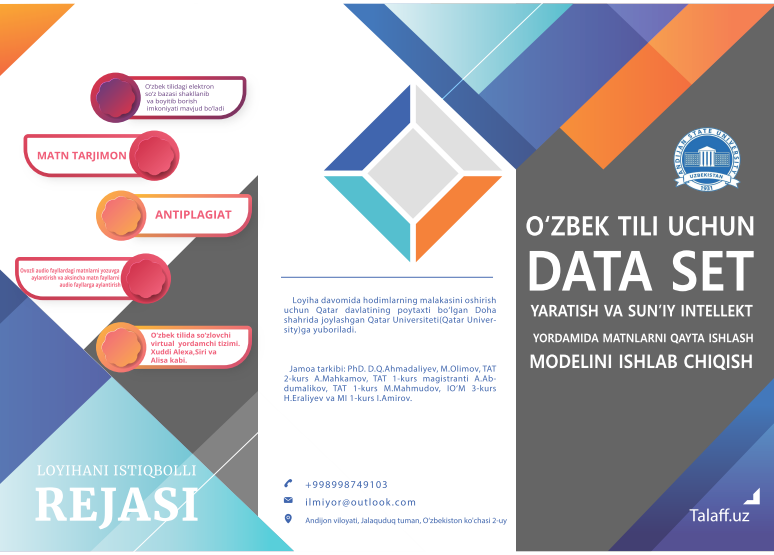 O'zbek tilidagi elektron
so'z bazasi shakllanib
va boyitib borish
imkoniyati mavjud bo'ladi
MATN TARJIMON
ANTIPLAGIAT
Ovozli audio fayllardagi matnlarni yozuvga
aylantirish va aksincha matn fayllarni
audio fayllarga aylantirish
O'zbek tilida so'zlovchi
virtual yordamchi tizimi.
Xuddi Alexa,Siri va
Alisa kabi.
LOYIHANI ISTIQBOLLI
REJASI
Loyiha davomida hodimlarning malakasini oshirish
uchun Qatar davlatining poytaxti bo'lgan Doha
shahrida joylashgan Qatar Universiteti(Qatar Univer-
sity)ga yuboriladi.
Jamoa tarkibi: PhD. D.Q.Ahmadaliyev, M.Olimov, TAT
2-kurs A.Mahkamov, TAT 1-kurs magistranti A.Ab-
dumalikov, TAT 1-kurs M.Mahmudov, IO'M 3-kurs
H.Eraliyev va MI 1-kurs I.Amirov.
+998998749103
ilmiyor@outlook.com
Andijon viloyati, Jalaquduq tuman, O'zbekiston ko'chasi 2-uy
ANDIJAN STATE UNIVERSITY
UZBEKISTAN
1931
O'ZBEK TILI UCHUN
DATA SET
YARATISH VA SUN'IY INTELLEKT
YORDAMIDA MATNLARNI QAYTA ISHLASH
MODELINI ISHLAB CHIQISH
Talaff.uz